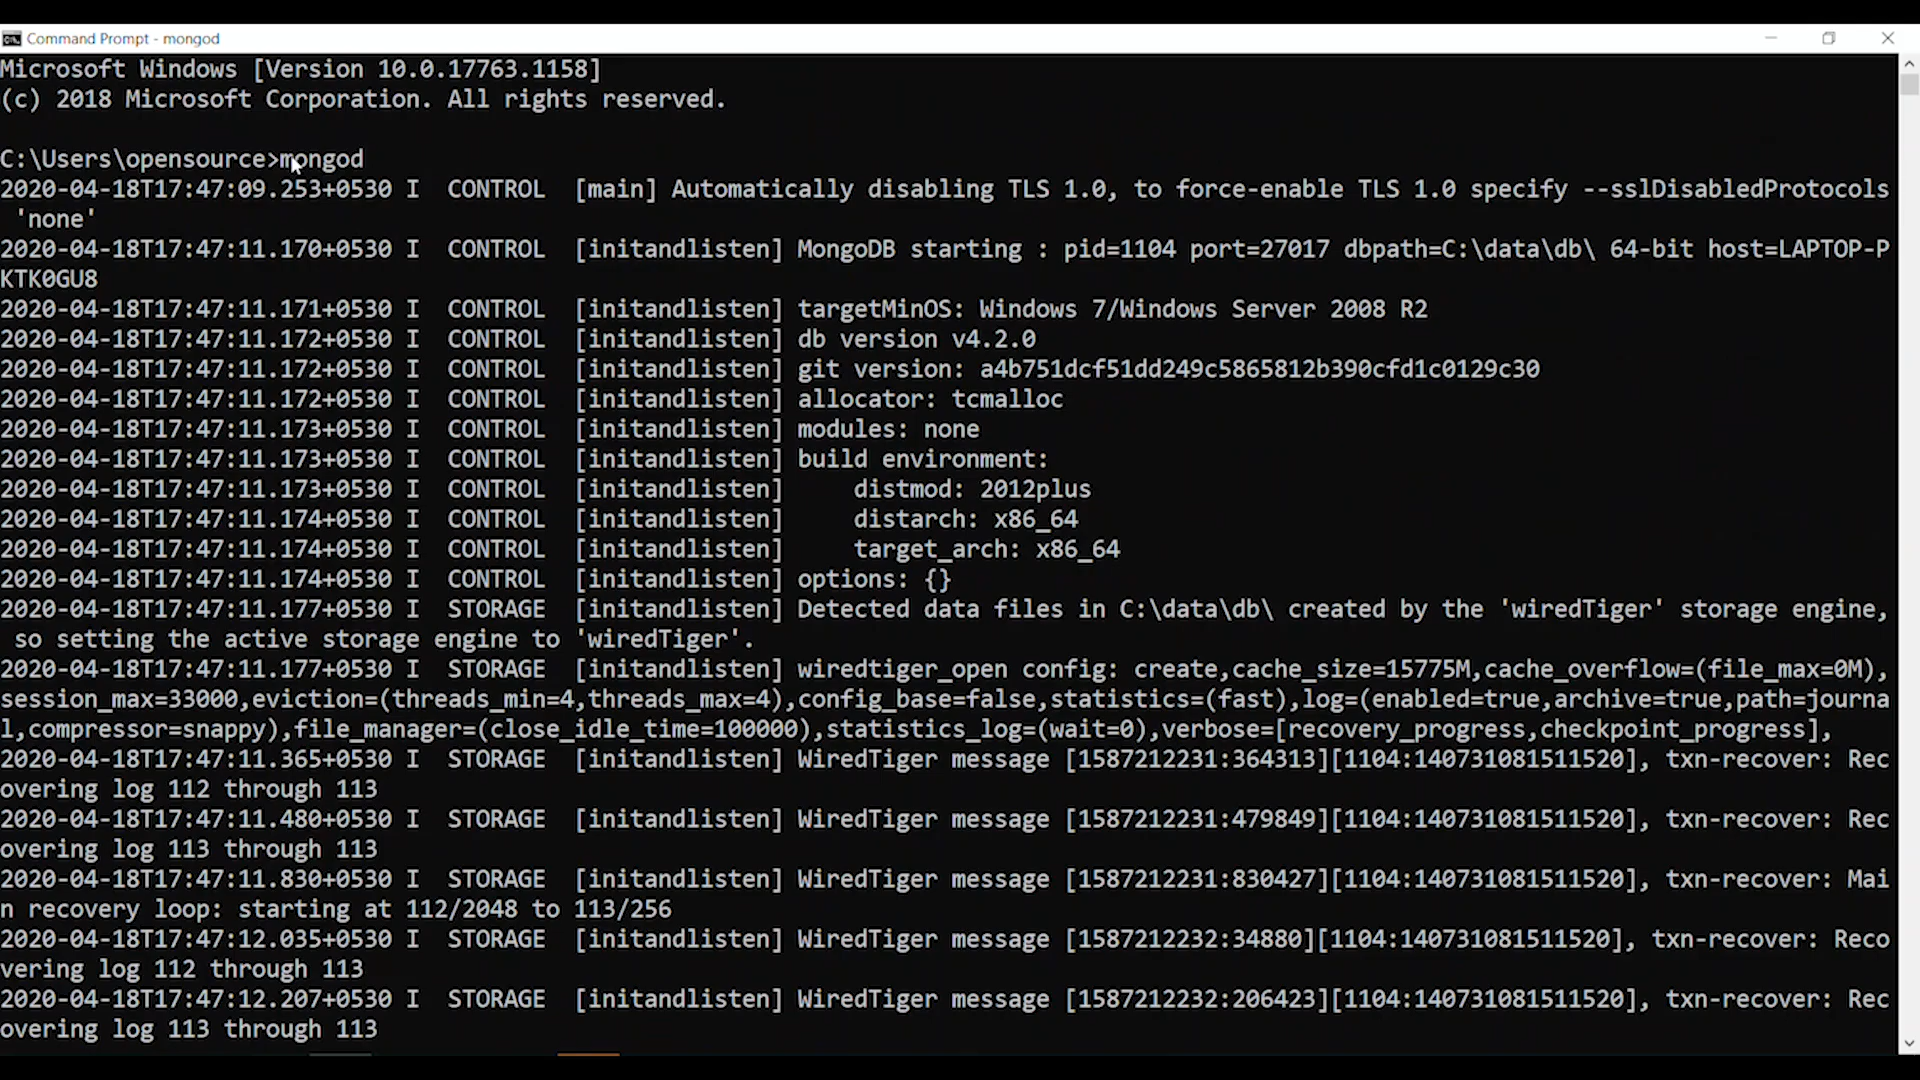 Command Prompt - mongod
Microsoft Windows [Version 10.0.17763.1158]
(c) 2018 Microsoft Corporation. All rights reserved.
C:\Users\opensource>mongod
2020-04-18T17:47:09.253+0530 I  CONTROL  [main] Automatically disabling TLS 1.0, to force-enable TLS 1.0 specify --sslDisabledProtocols
 'none'
2020-04-18T17:47:11.170+0530 I  CONTROL  [initandlisten] MongoDB starting : pid=1104 port=27017 dbpath=C:\data\db\ 64-bit host=LAPTOP-P
KTK0GU8
2020-04-18T17:47:11.171+0530 I  CONTROL  [initandlisten] targetMinOS: Windows 7/Windows Server 2008 R2
2020-04-18T17:47:11.172+0530 I  CONTROL  [initandlisten] db version v4.2.0
2020-04-18T17:47:11.172+0530 I  CONTROL  [initandlisten] git version: a4b751dcf51dd249c5865812b390cfd1c0129c30
2020-04-18T17:47:11.172+0530 I  CONTROL  [initandlisten] allocator: tcmalloc
2020-04-18T17:47:11.173+0530 I  CONTROL  [initandlisten] modules: none
2020-04-18T17:47:11.173+0530 I  CONTROL  [initandlisten] build environment:
2020-04-18T17:47:11.173+0530 I  CONTROL  [initandlisten]     distmod: 2012plus
2020-04-18T17:47:11.174+0530 I  CONTROL  [initandlisten]     distarch: x86_64
2020-04-18T17:47:11.174+0530 I  CONTROL  [initandlisten]     target_arch: x86_64
2020-04-18T17:47:11.174+0530 I  CONTROL  [initandlisten] options: {}
2020-04-18T17:47:11.177+0530 I  STORAGE  [initandlisten] Detected data files in C:\data\db\ created by the 'wiredTiger' storage engine,
 so setting the active storage engine to 'wiredTiger'.
2020-04-18T17:47:11.177+0530 I  STORAGE  [initandlisten] wiredtiger_open config: create,cache_size=15775M,cache_overflow=(file_max=0M),
session_max=33000,eviction=(threads_min=4,threads_max=4),config_base=false,statistics=(fast),log=(enabled=true,archive=true,path=journa
l,compressor=snappy),file_manager=(close_idle_time=100000),statistics_log=(wait=0),verbose=[recovery_progress,checkpoint_progress],
2020-04-18T17:47:11.365+0530 I  STORAGE  [initandlisten] WiredTiger message [1587212231:364313][1104:140731081511520], txn-recover: Rec
overing log 112 through 113
2020-04-18T17:47:11.480+0530 I  STORAGE  [initandlisten] WiredTiger message [1587212231:479849][1104:140731081511520], txn-recover: Rec
overing log 113 through 113
2020-04-18T17:47:11.830+0530 I  STORAGE  [initandlisten] WiredTiger message [1587212231:830427][1104:140731081511520], txn-recover: Mai
n recovery loop: starting at 112/2048 to 113/256
2020-04-18T17:47:12.035+0530 I  STORAGE  [initandlisten] WiredTiger message [1587212232:34880][1104:140731081511520], txn-recover: Reco
vering log 112 through 113
2020-04-18T17:47:12.207+0530 I  STORAGE  [initandlisten] WiredTiger message [1587212232:206423][1104:140731081511520], txn-recover: Rec
overing log 113 through 113